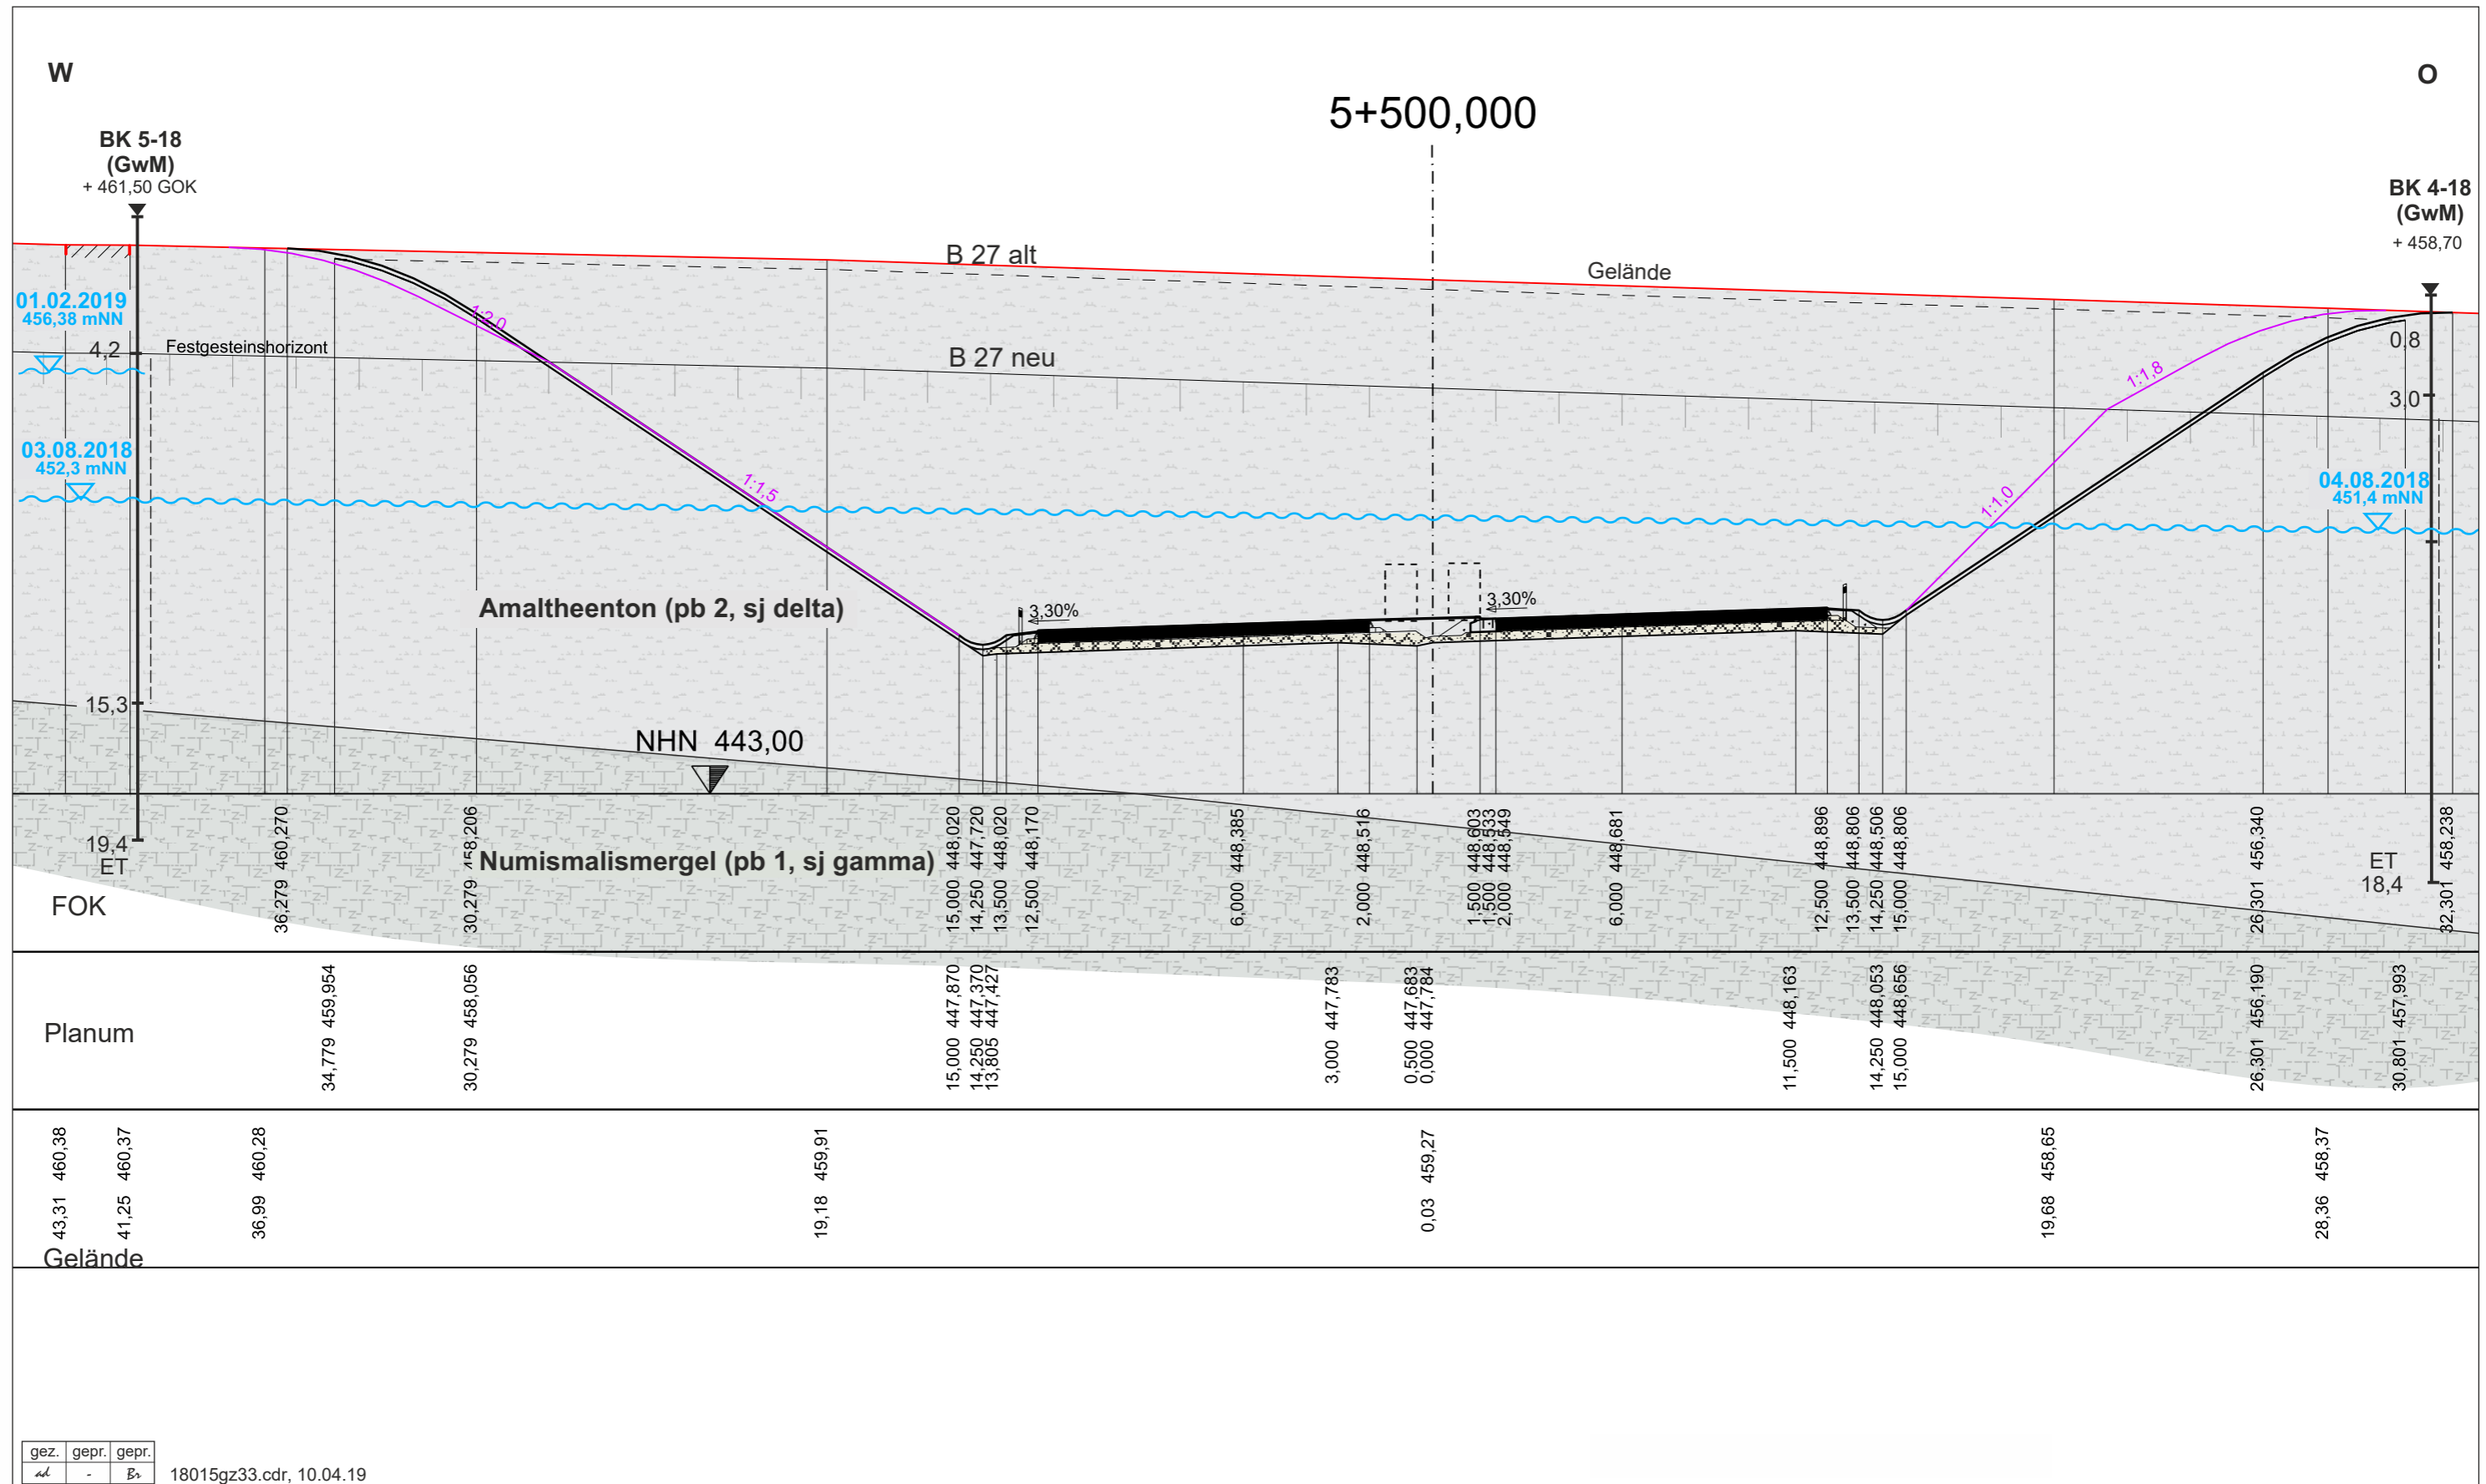 W
O
5+500,000
BK 5-18
(GwM)
+ 461,50 GOK
BK 4-18
(GwM)
+ 458,70
B 27 alt
Gelände
01.02.2019
456,38 mNN
4,2
Festgesteinshorizont
1:2,0
B 27 neu
0,8
1:1,8
3,0
03.08.2018
452,3 mNN
1:1,5
1:1,0
04.08.2018
451,4 mNN
Amaltheenton (pb 2, sj delta)
3,30%
3,30%
15,3
NHN 443,00
19,4
ET
Numismalismergel (pb 1, sj gamma)
ET
18,4
FOK
36,279 460,270
30,279 458,206
15,000 448,020
14,250 447,720
13,500 448,020
12,500 448,170
6,000 448,385
2,000 448,516
1,500 448,603
1,500 448,533
2,000 448,549
6,000 448,681
12,500 448,896
13,500 448,806
14,250 448,506
15,000 448,806
26,301 456,340
32,301 458,238
Planum
34,779 459,954
30,279 458,056
15,000 447,870
14,250 447,370
13,805 447,427
3,000 447,783
0,500 447,683
0,000 447,784
11,500 448,163
14,250 448,053
15,000 448,656
26,301 456,190
30,801 457,993
43,31 460,38
41,25 460,37
36,99 460,28
19,18 459,91
0,03 459,27
19,68 458,65
28,36 458,37
Gelände
gez. gepr. gepr.
ad - Br
18015gz33.cdr, 10.04.19